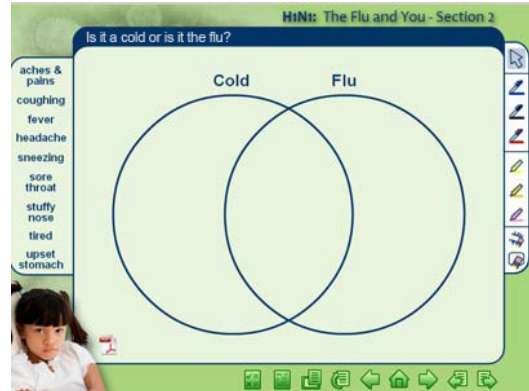 H1N1: The Flu and You - Section 2
Is it a cold or is it the flu?
aches &
pains
coughing
fever
headache
sneezing
sore
throat
stuffy
nose
tired
upset
stomach
Cold
Flu